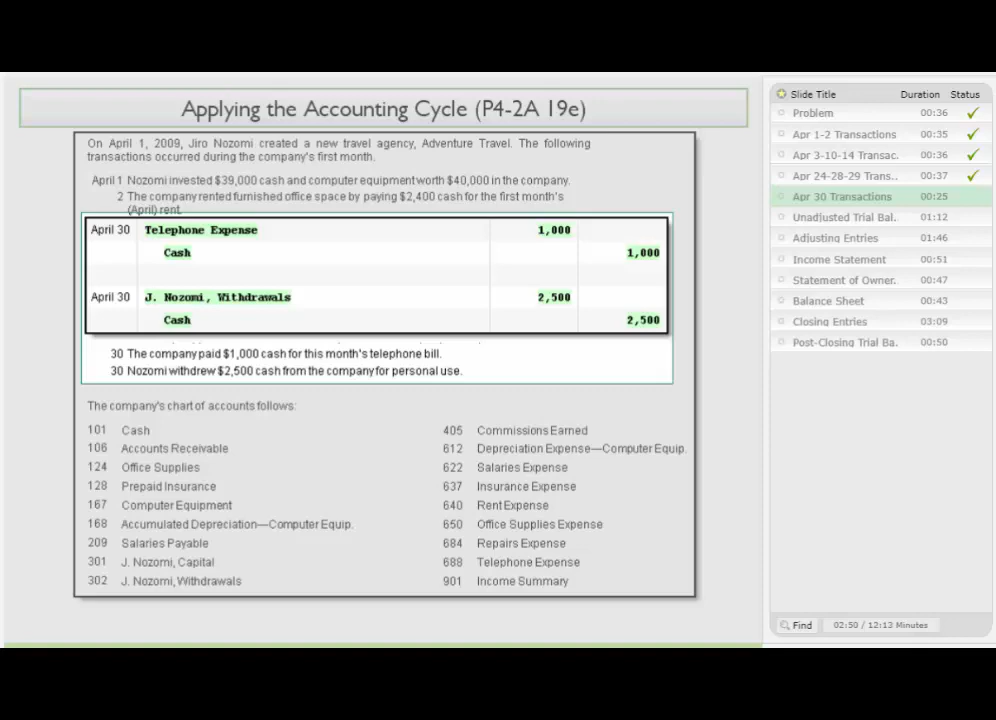 Applying the Accounting Cycle (P4-2A 19e)
On April 1, 2009, Jiro Nozomi created a new travel agency, Adventure Travel. The following
transactions occurred during the company's first month.
April 1 Nozomi invested $39,000 cash and computer equipment worth $40,000 in the company.
2 The company rented furnished office space by paying $2,400 cash for the first month's
(April) rent.
April 30 Telephone Expense 1,000
Cash 1,000
April 30 J. Nozomi, Withdrawals 2,500
Cash 2,500
30 The company paid $1,000 cash for this month's telephone bill.
30 Nozomi withdrew $2,500 cash from the company for personal use.
The company's chart of accounts follows:
101 Cash 405 Commissions Earned
106 Accounts Receivable 612 Depreciation Expense—Computer Equip.
124 Office Supplies 622 Salaries Expense
128 Prepaid Insurance 637 Insurance Expense
167 Computer Equipment 640 Rent Expense
168 Accumulated Depreciation—Computer Equip. 650 Office Supplies Expense
209 Salaries Payable 684 Repairs Expense
301 J. Nozomi, Capital 688 Telephone Expense
302 J. Nozomi, Withdrawals 901 Income Summary
Slide Title Duration Status
Problem 00:36
Apr 1-2 Transactions 00:35
Apr 3-10-14 Transac. 00:36
Apr 24-28-29 Trans.. 00:37
Apr 30 Transactions 00:25
Unadjusted Trial Bal.. 01:12
Adjusting Entries 01:46
Income Statement 00:51
Statement of Owner.. 00:47
Balance Sheet 00:43
Closing Entries 03:09
Post-Closing Trial Ba. 00:50
Find 02:50 / 12:13 Minutes